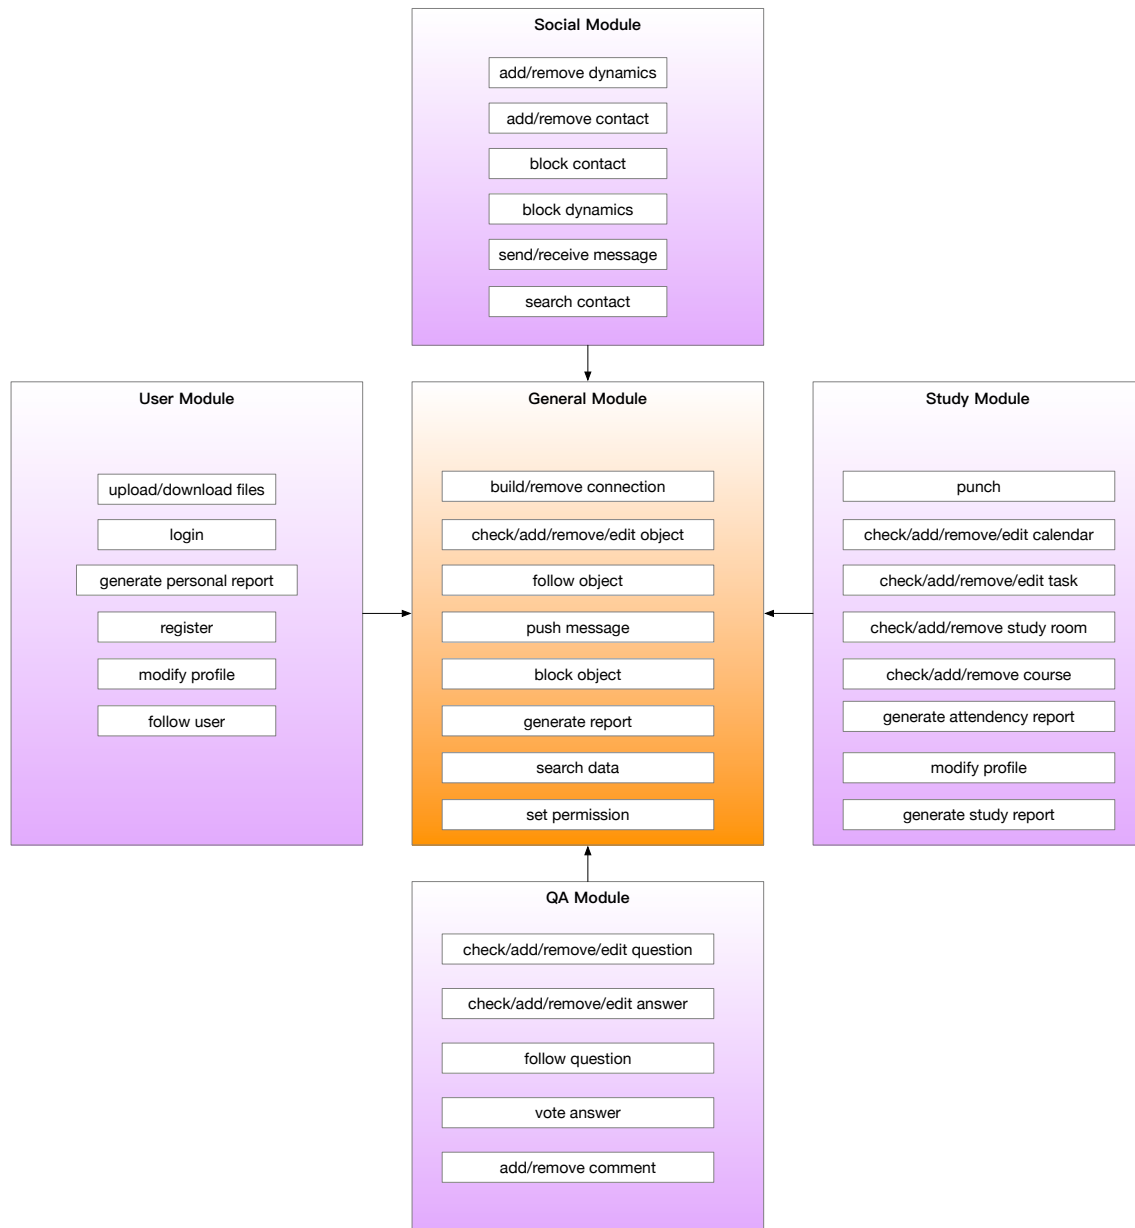 Social Module
add/remove dynamics
add/remove contact
block contact
block dynamics
send/receive message
search contact
User Module
upload/download files
login
generate personal report
register
modify profile
follow user
General Module
build/remove connection
check/add/remove/edit object
follow object
push message
block object
generate report
search data
set permission
Study Module
punch
check/add/remove/edit calendar
check/add/remove/edit task
check/add/remove study room
check/add/remove course
generate attendency report
modify profile
generate study report
QA Module
check/add/remove/edit question
check/add/remove/edit answer
follow question
vote answer
add/remove comment